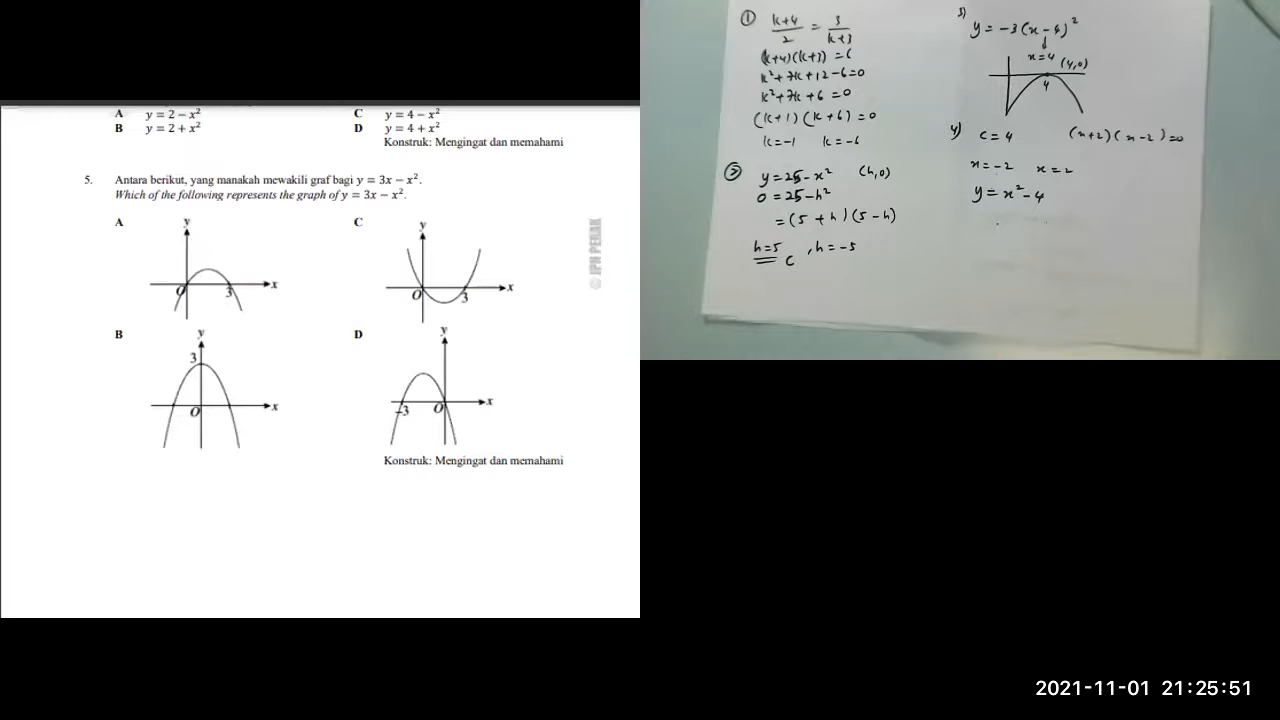 A y = 2 − x²
C y = 4 − x²
B y = 2 + x²
D y = 4 + x²
Konstruk: Mengingat dan memahami
5. Antara berikut, yang manakah mewakili graf bagi y = 3x − x².
Which of the following represents the graph of y = 3x − x².
A
y
O
3
x
C
y
O
3
x
B
y
3
O
x
D
y
-3
O
x
Konstruk: Mengingat dan memahami
© JPN PERAK
① k+4/2 = 3/k+3
(k+4)(k+3) = 6
k² + 7k + 12 − 6 = 0
k² + 7k + 6 = 0
(k+1)(k+6) = 0
k = −1 k = −6
② y = 25 − x² (h,0)
0 = 25 − h²
= (5 + h)(5 − h)
h = 5 , h = −5
C
3) y = −3(x − 4)²
x = 4 (4,0)
4
4) c = 4 (x+2)(x−2) = 0
x = −2 x = 2
y = x² − 4
2021-11-01 21:25:51